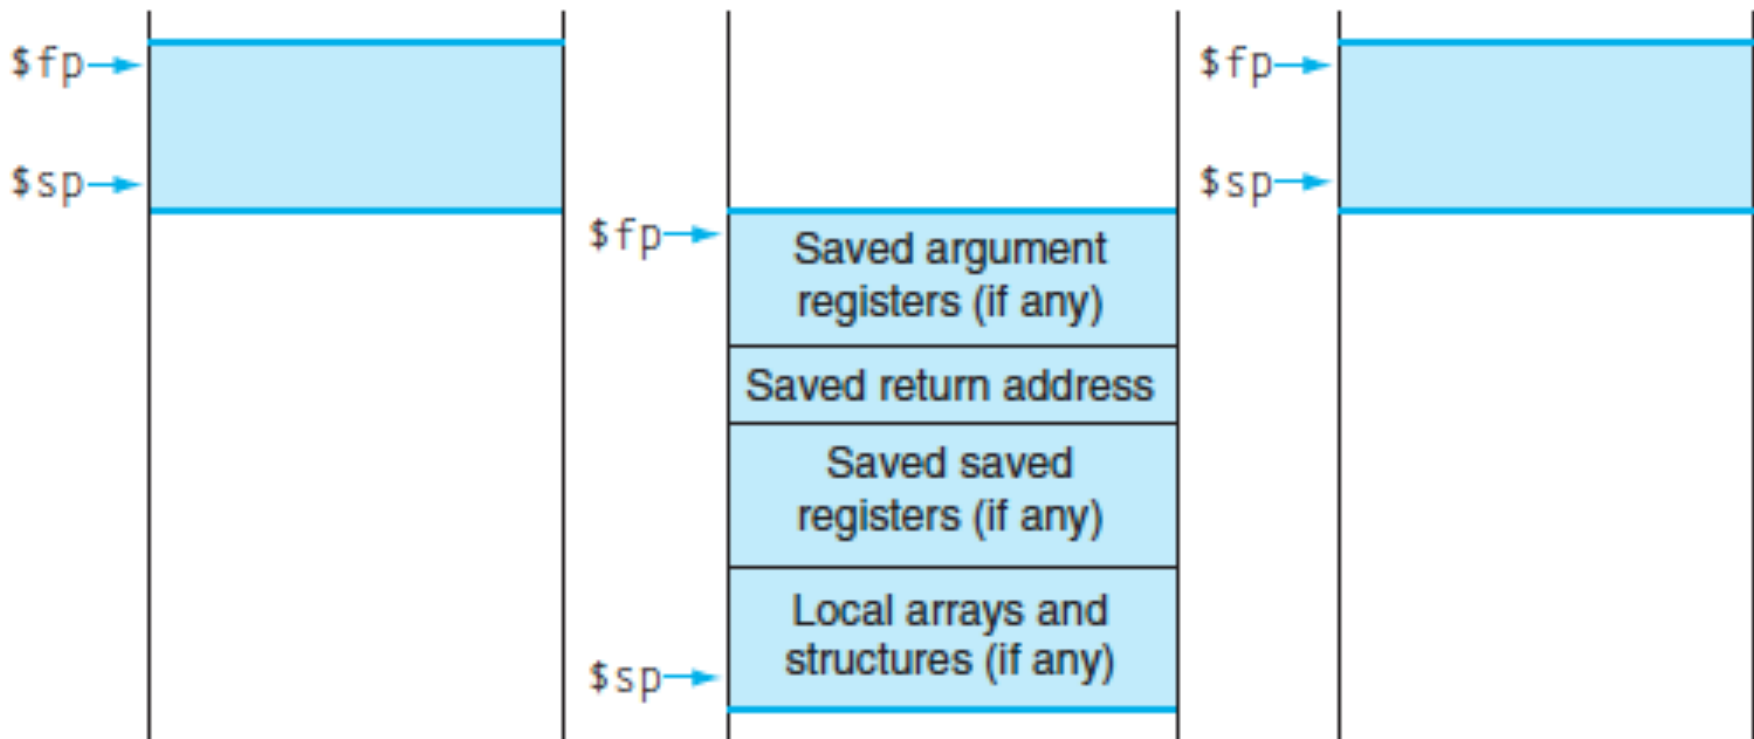 $fp
$sp
$fp
Saved argument
registers (if any)
Saved return address
Saved saved
registers (if any)
Local arrays and
structures (if any)
$sp
$fp
$sp